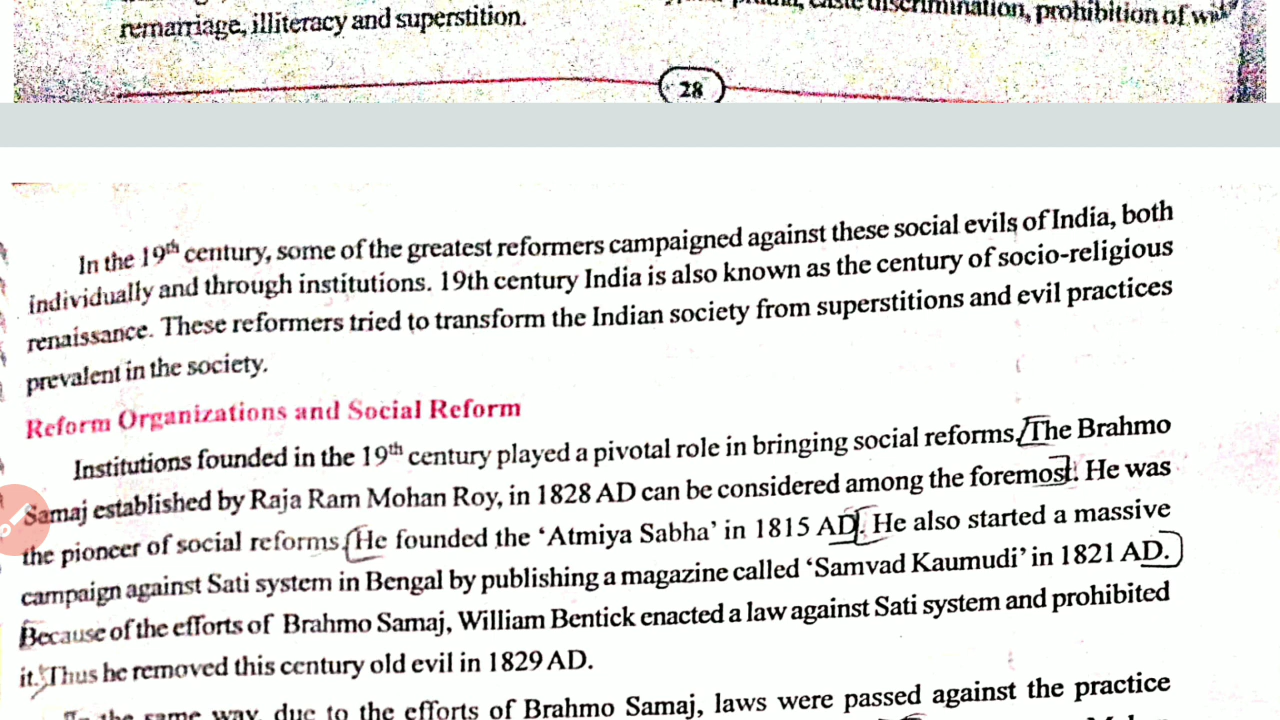 discrimination, prohibition of
remarriage, illiteracy and superstition.
28
In the 19th century, some of the greatest reformers campaigned against these social evils of India, both
individually and through institutions. 19th century India is also known as the century of socio-religious
renaissance. These reformers tried to transform the Indian society from superstitions and evil practices
prevalent in the society.
Reform Organizations and Social Reform
Institutions founded in the 19th century played a pivotal role in bringing social reforms. The Brahmo
Samaj established by Raja Ram Mohan Roy, in 1828 AD can be considered among the foremost. He was
the pioneer of social reforms. He founded the ‘Atmiya Sabha’ in 1815 AD. He also started a massive
campaign against Sati system in Bengal by publishing a magazine called ‘Samvad Kaumudi’ in 1821 AD.
Because of the efforts of Brahmo Samaj, William Bentick enacted a law against Sati system and prohibited
it. Thus he removed this century old evil in 1829 AD.
the same way, due to the efforts of Brahmo Samaj, laws were passed against the practice